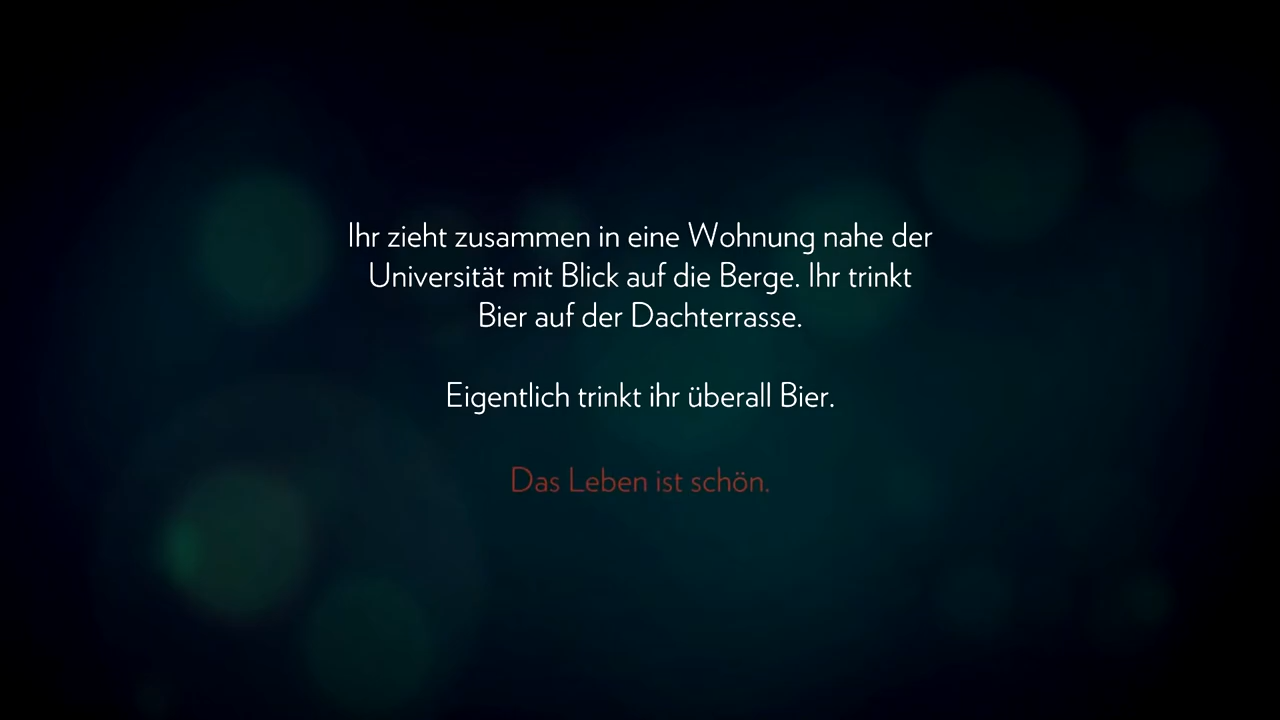 Ihr zieht zusammen in eine Wohnung nahe der
Universität mit Blick auf die Berge. Ihr trinkt
Bier auf der Dachterrasse.
Eigentlich trinkt ihr überall Bier.
Das Leben ist schön.